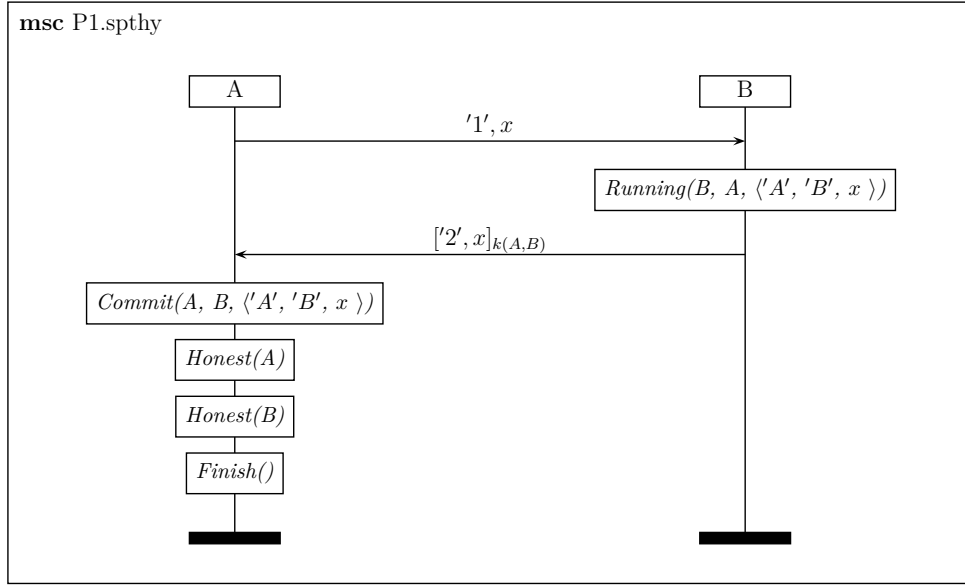 msc P1.spthy
A
B
'1', x
Running(B, A, ⟨'A', 'B', x ⟩)
['2', x]k(A,B)
Commit(A, B, ⟨'A', 'B', x ⟩)
Honest(A)
Honest(B)
Finish()